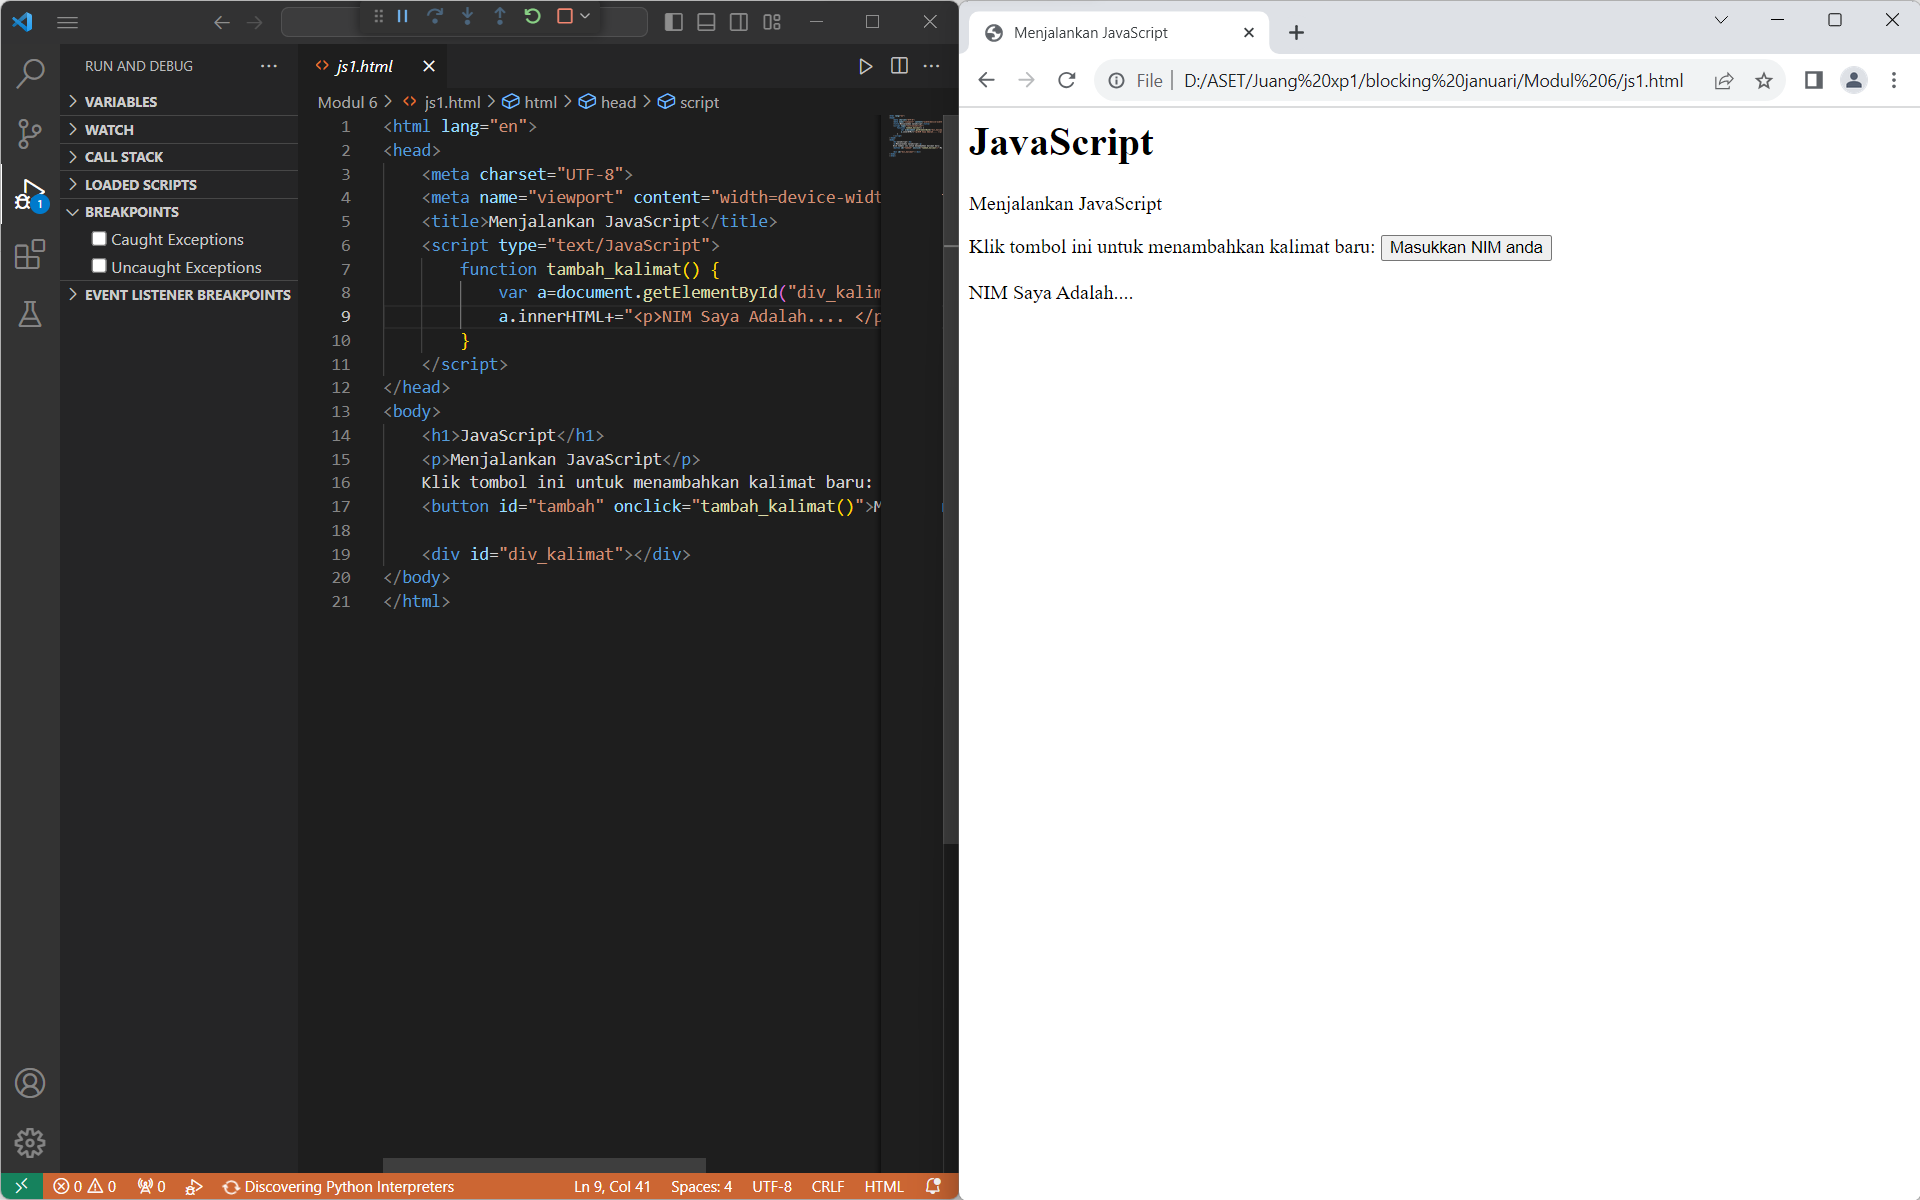 RUN AND DEBUG
VARIABLES
WATCH
CALL STACK
LOADED SCRIPTS
BREAKPOINTS
Caught Exceptions
Uncaught Exceptions
EVENT LISTENER BREAKPOINTS
1
js1.html
Modul 6 > js1.html > html > head > script
1 <html lang="en">
2 <head>
3 <meta charset="UTF-8">
4 <meta name="viewport" content="width=device-widt
5 <title>Menjalankan JavaScript</title>
6 <script type="text/JavaScript">
7 function tambah_kalimat() {
8 var a=document.getElementById("div_kalim
9 a.innerHTML+="<p>NIM Saya Adalah.... </p
10 }
11 </script>
12 </head>
13 <body>
14 <h1>JavaScript</h1>
15 <p>Menjalankan JavaScript</p>
16 Klik tombol ini untuk menambahkan kalimat baru:
17 <button id="tambah" onclick="tambah_kalimat()">M
18
19 <div id="div_kalimat"></div>
20 </body>
21 </html>
0 0 0 Discovering Python Interpreters Ln 9, Col 41 Spaces: 4 UTF-8 CRLF HTML
Menjalankan JavaScript
File | D:/ASET/Juang%20xp1/blocking%20januari/Modul%206/js1.html
JavaScript
Menjalankan JavaScript
Klik tombol ini untuk menambahkan kalimat baru: Masukkan NIM anda
NIM Saya Adalah....